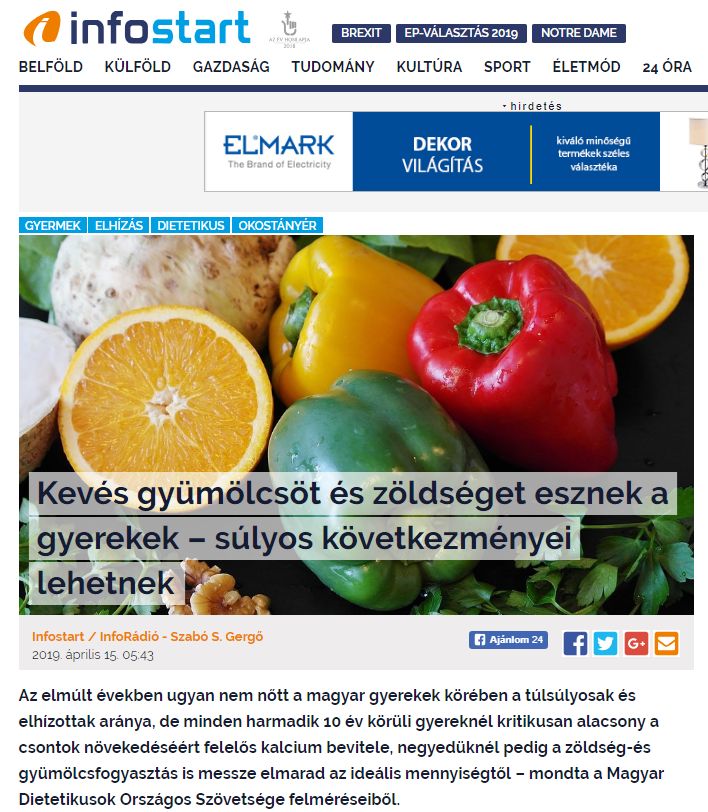 infostart
AZ ÉV HONLAPJA
2018
BREXIT EP-VÁLASZTÁS 2019 NOTRE DAME
BELFÖLD KÜLFÖLD GAZDASÁG TUDOMÁNY KULTÚRA SPORT ÉLETMÓD 24 ÓRA
hirdetés
ELMARK
The Brand of Electricity
DEKOR
VILÁGÍTÁS
kiváló minőségű
termékek széles
választéka
GYERMEK ELHÍZÁS DIETETIKUS OKOSTÁNYÉR
Kevés gyümölcsöt és zöldséget esznek a
gyerekek – súlyos következményei
lehetnek
Infostart / InfoRádió - Szabó S. Gergő
2019. április 15. 05:43
Ajánlom 24
Az elmúlt években ugyan nem nőtt a magyar gyerekek körében a túlsúlyosak és
elhízottak aránya, de minden harmadik 10 év körüli gyereknél kritikusan alacsony a
csontok növekedéséért felelős kalcium bevitele, negyedüknél pedig a zöldség-és
gyümölcsfogyasztás is messze elmarad az ideális mennyiségtől – mondta a Magyar
Dietetikusok Országos Szövetsége felméréseiből.